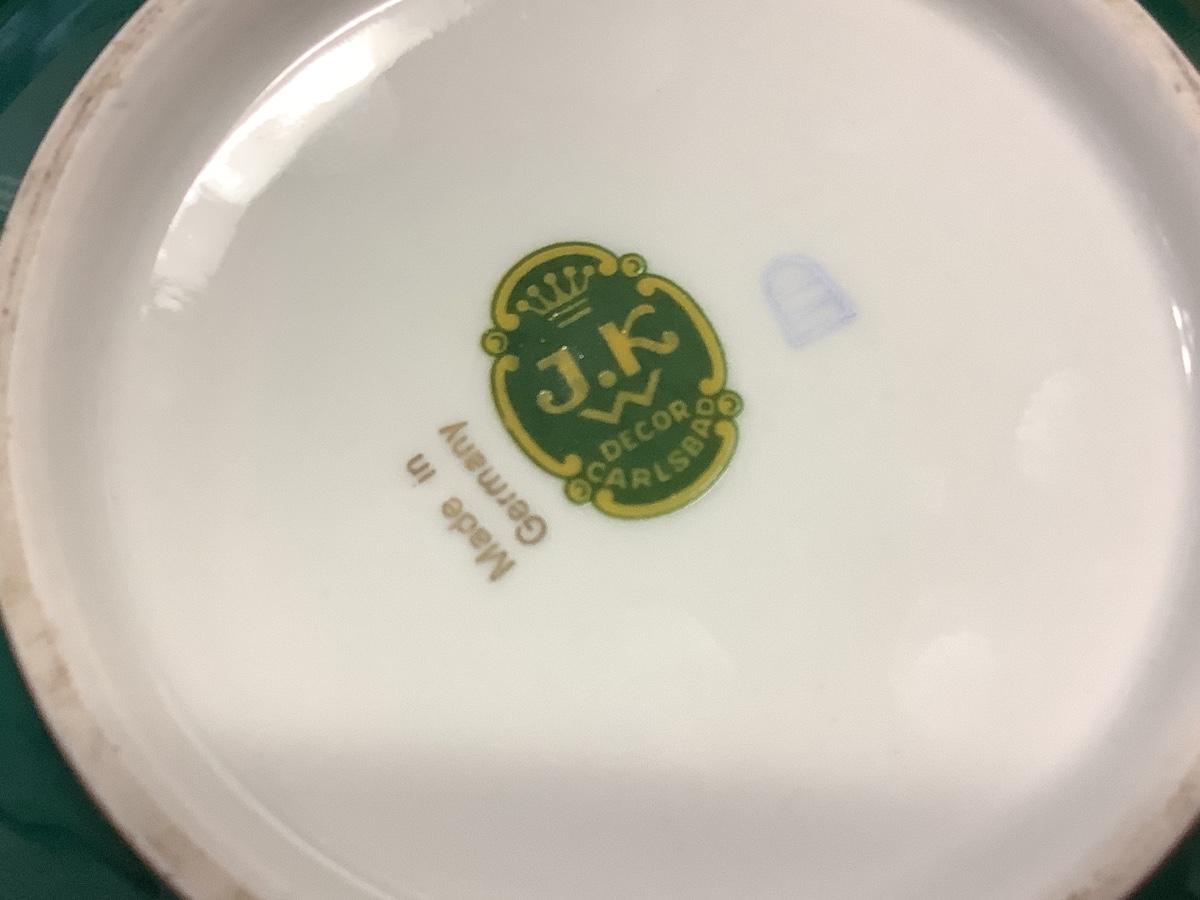 J.K
W
DECOR
CARLSBAD
Made in
Germany